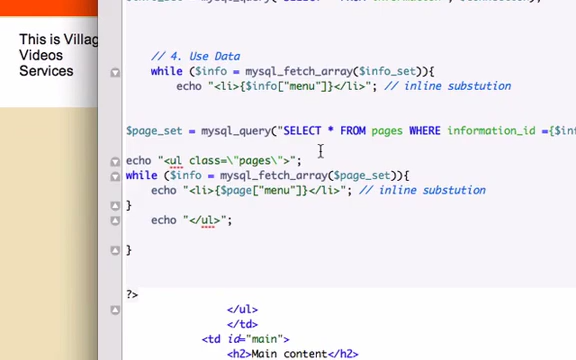 This is Villag
Videos
Services
// 4. Use Data
while ($info = mysql_fetch_array($info_set)){
echo "<li>{$info["menu"]}</li>"; // inline substution
$page_set = mysql_query("SELECT * FROM pages WHERE information_id ={$in
echo "<ul class=\"pages\">";
while ($info = mysql_fetch_array($page_set)){
echo "<li>{$page["menu"]}</li>"; // inline substution
}
echo "</ul>";
}
?>
</ul>
</td>
<td id="main">
<h2>Main content</h2>